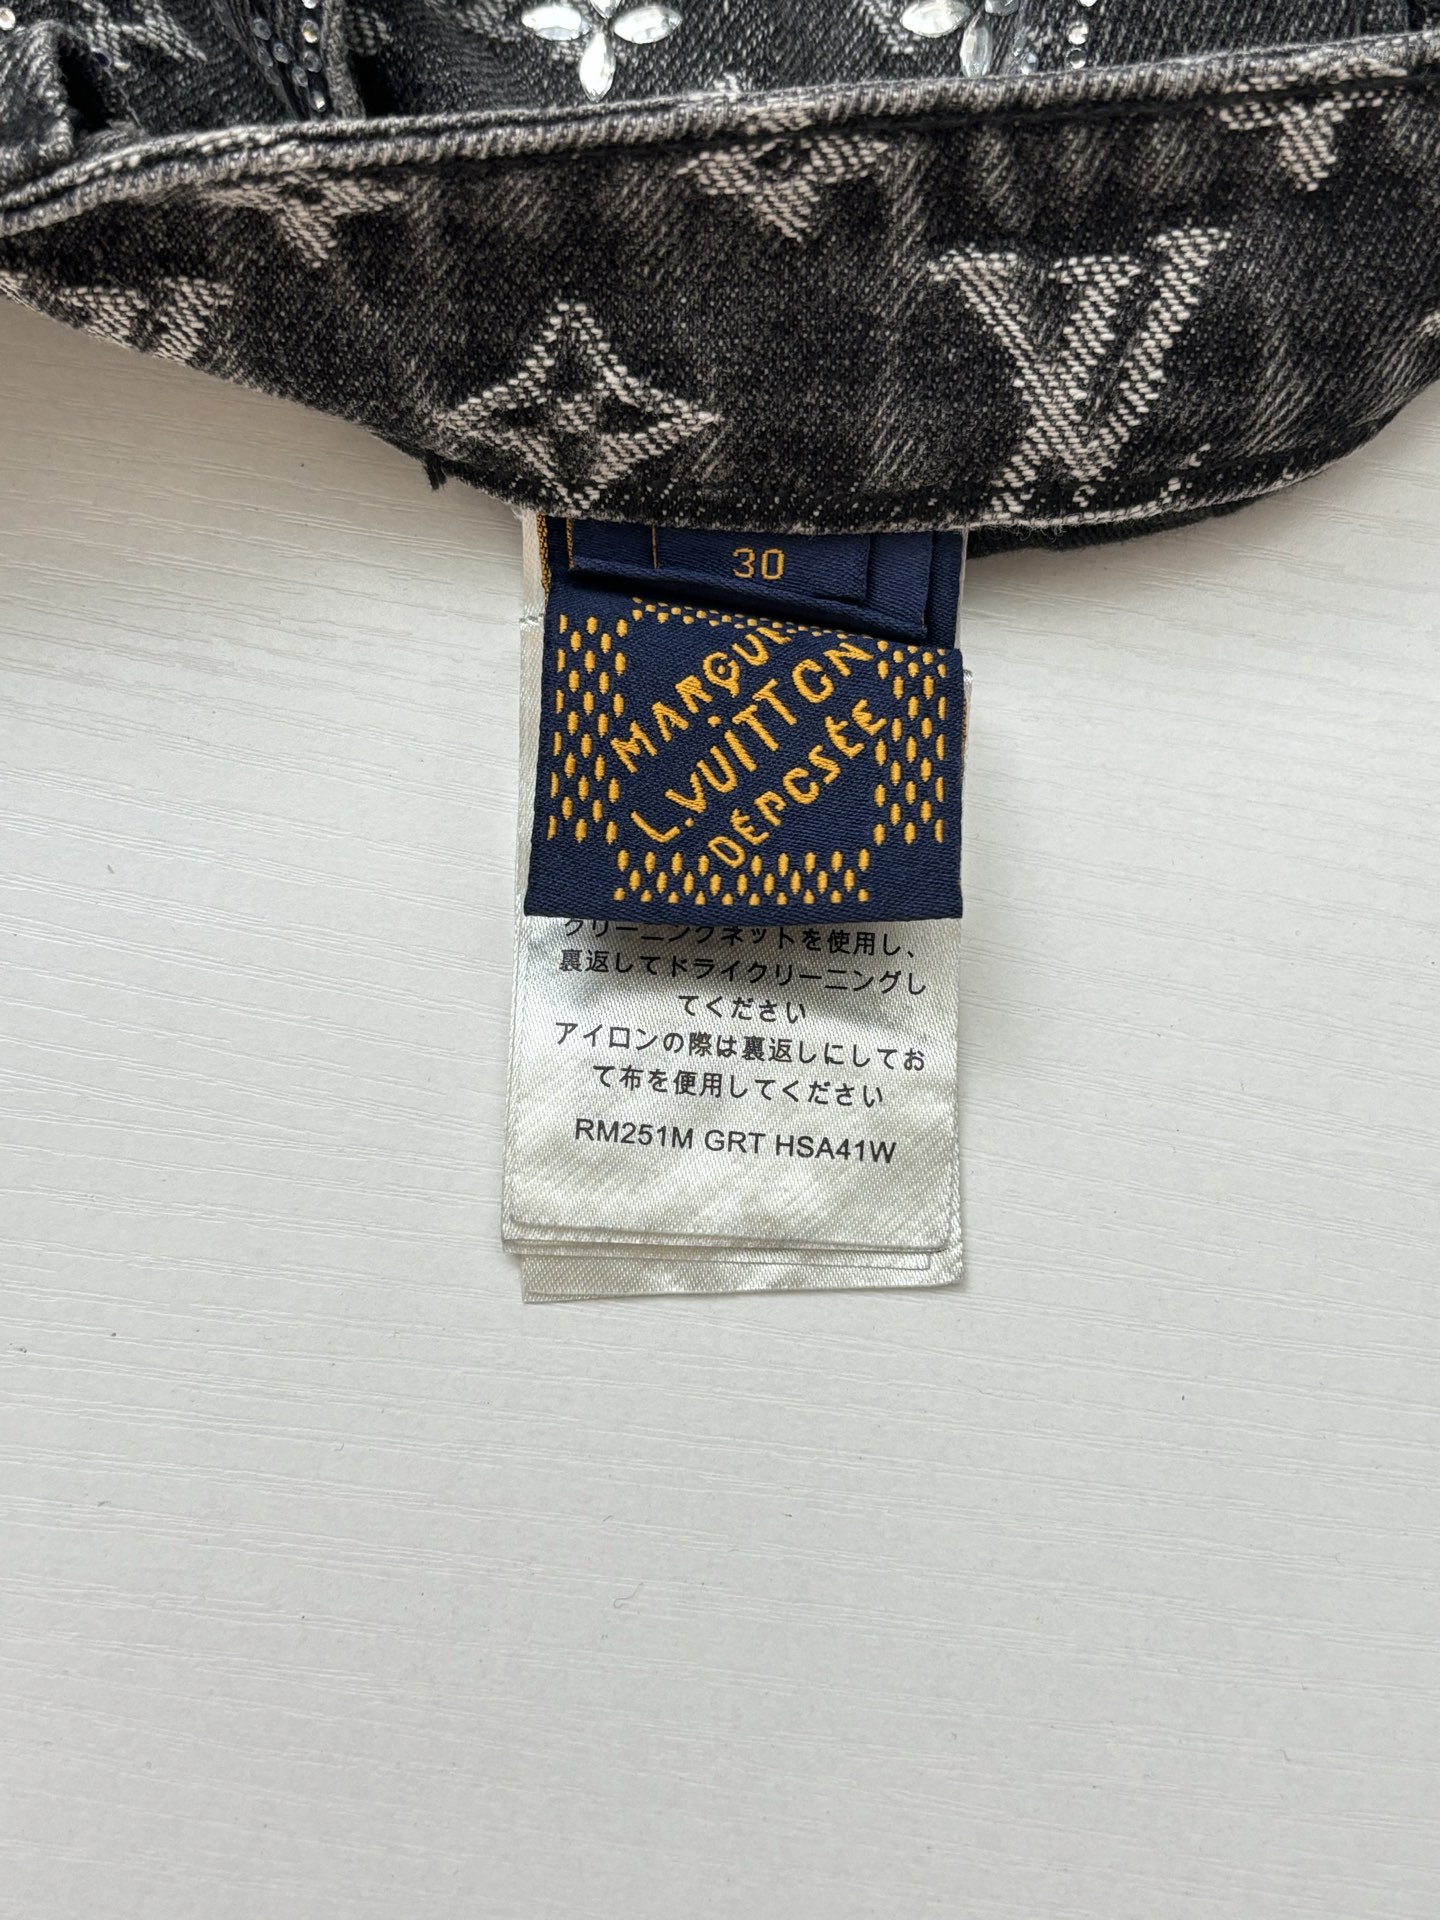 30
MARQUE
L.VUITTON
DÉPOSÉE
クリーニングネットを使用し、
裏返してドライクリーニングし
てください
アイロンの際は裏返しにしてお
て布を使用してください
RM251M GRT HSA41W